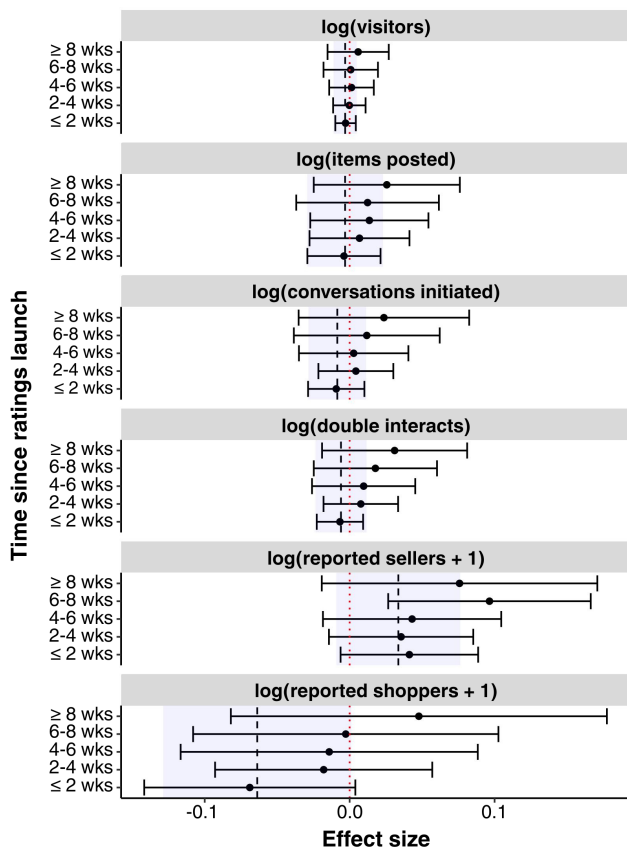 log(visitors)
≥ 8 wks
6-8 wks
4-6 wks
2-4 wks
≤ 2 wks
log(items posted)
≥ 8 wks
6-8 wks
4-6 wks
2-4 wks
≤ 2 wks
log(conversations initiated)
≥ 8 wks
6-8 wks
4-6 wks
2-4 wks
≤ 2 wks
log(double interacts)
≥ 8 wks
6-8 wks
4-6 wks
2-4 wks
≤ 2 wks
log(reported sellers + 1)
≥ 8 wks
6-8 wks
4-6 wks
2-4 wks
≤ 2 wks
log(reported shoppers + 1)
≥ 8 wks
6-8 wks
4-6 wks
2-4 wks
≤ 2 wks
-0.1 0.0 0.1
Effect size
Time since ratings launch